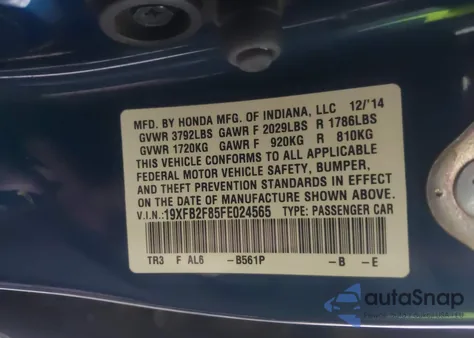 MFD. BY HONDA MFG. OF INDIANA, LLC 12/'14
GVWR 3792LBS GAWR F 2029LBS R 1786LBS
GVWR 1720KG GAWR F 920KG R 810KG
THIS VEHICLE CONFORMS TO ALL APPLICABLE
FEDERAL MOTOR VEHICLE SAFETY, BUMPER,
AND THEFT PREVENTION STANDARDS IN EFFECT
ON THE DATE OF MANUFACTURE SHOWN ABOVE.
V.I.N.:19XFB2F85FE024565 TYPE: PASSENGER CAR
TR3 F AL6 -B561P -B -E
autoSnap